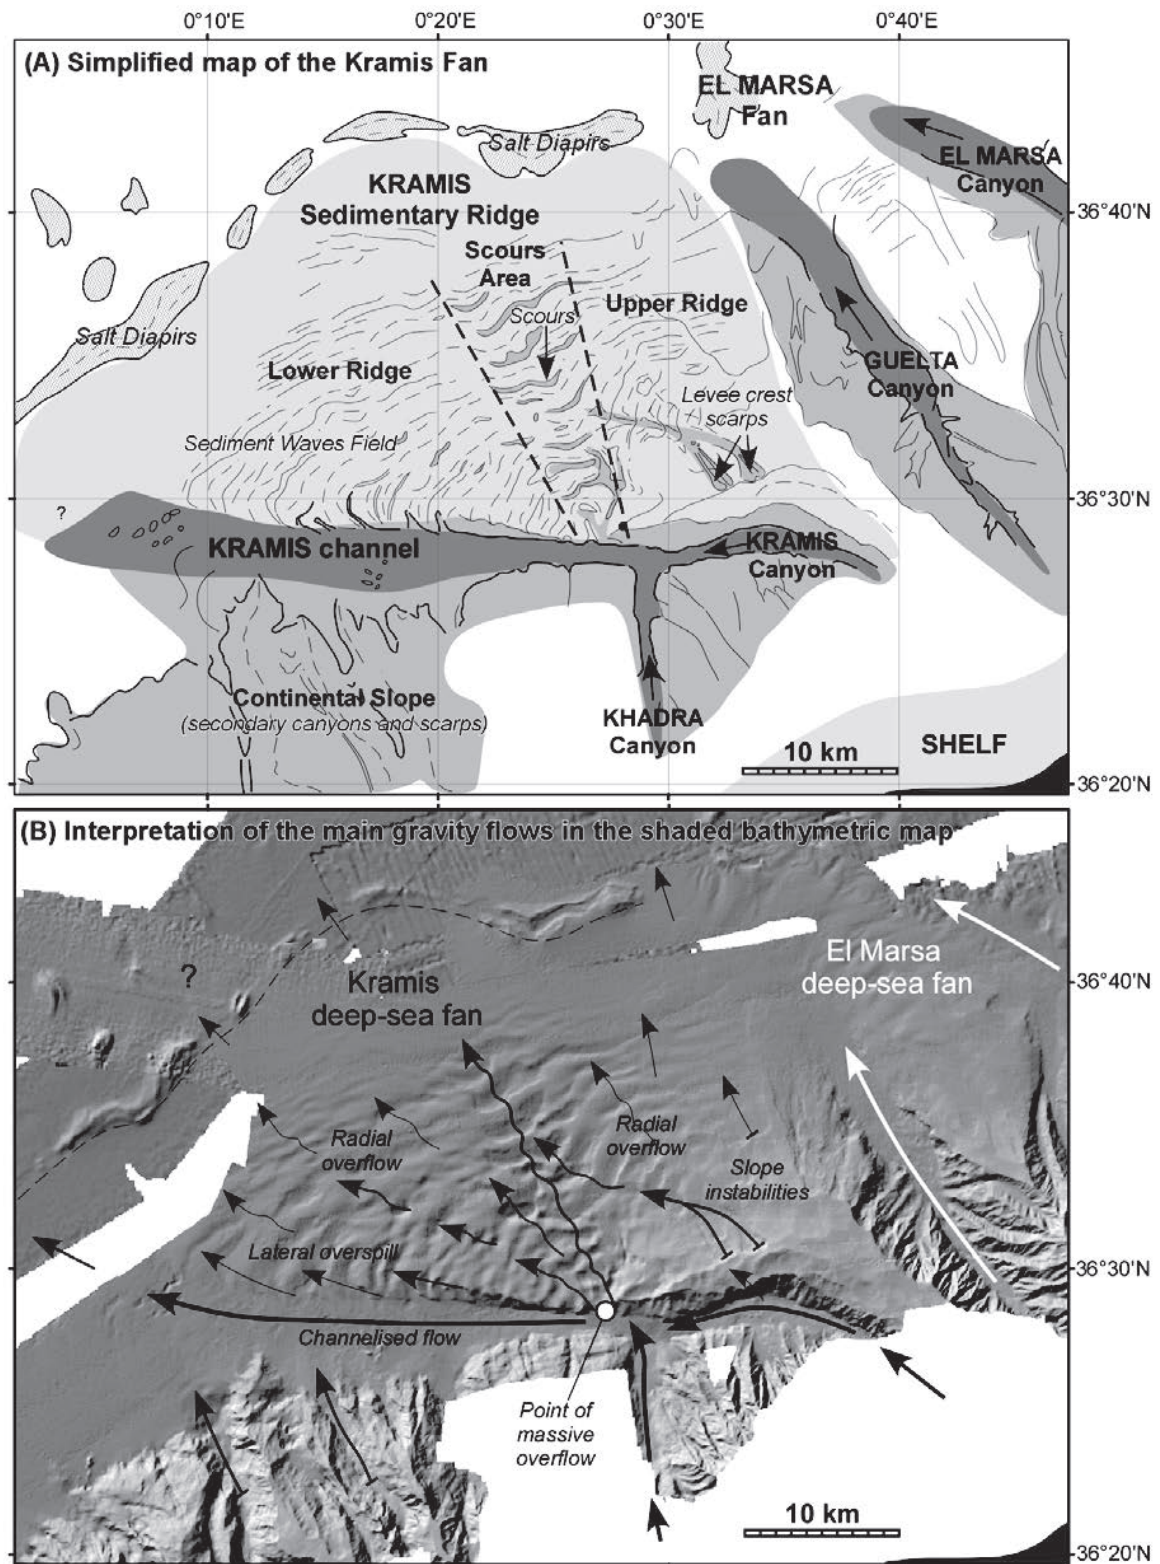 0°10'E 0°20'E 0°30'E 0°40'E
(A) Simplified map of the Kramis Fan
EL MARSA
Fan
Salt Diapirs
EL MARSA
Canyon
KRAMIS
Sedimentary Ridge
36°40'N
Scours
Area
Upper Ridge
Scours
Salt Diapirs
Lower Ridge
GUELTA
Canyon
Levee crest
scarps
Sediment Waves Field
36°30'N
?
KRAMIS channel
KRAMIS
Canyon
Continental Slope
(secondary canyons and scarps)
KHADRA
Canyon
SHELF
10 km
36°20'N
(B) Interpretation of the main gravity flows in the shaded bathymetric map
El Marsa
deep-sea fan
?
Kramis
deep-sea fan
36°40'N
Radial
overflow
Radial
overflow
Slope
instabilities
Lateral overspill
36°30'N
Channelised flow
Point of
massive
overflow
10 km
36°20'N